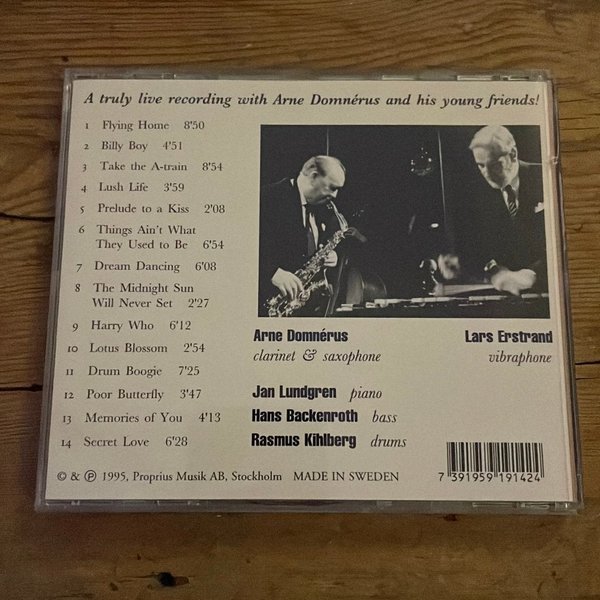 A truly live recording with Arne Domnérus and his young friends!
1 Flying Home 8'50
2 Billy Boy 4'51
3 Take the A-train 8'54
4 Lush Life 3'59
5 Prelude to a Kiss 2'08
6 Things Ain't What
They Used to Be 6'54
7 Dream Dancing 6'08
8 The Midnight Sun
Will Never Set 2'27
9 Harry Who 6'12
10 Lotus Blossom 2'54
11 Drum Boogie 7'25
12 Poor Butterfly 3'47
13 Memories of You 4'13
14 Secret Love 6'28
Arne Domnérus
clarinet & saxophone
Lars Erstrand
vibraphone
Jan Lundgren piano
Hans Backenroth bass
Rasmus Kihlberg drums
© & ℗ 1995, Proprius Musik AB, Stockholm MADE IN SWEDEN
7 391959 191424